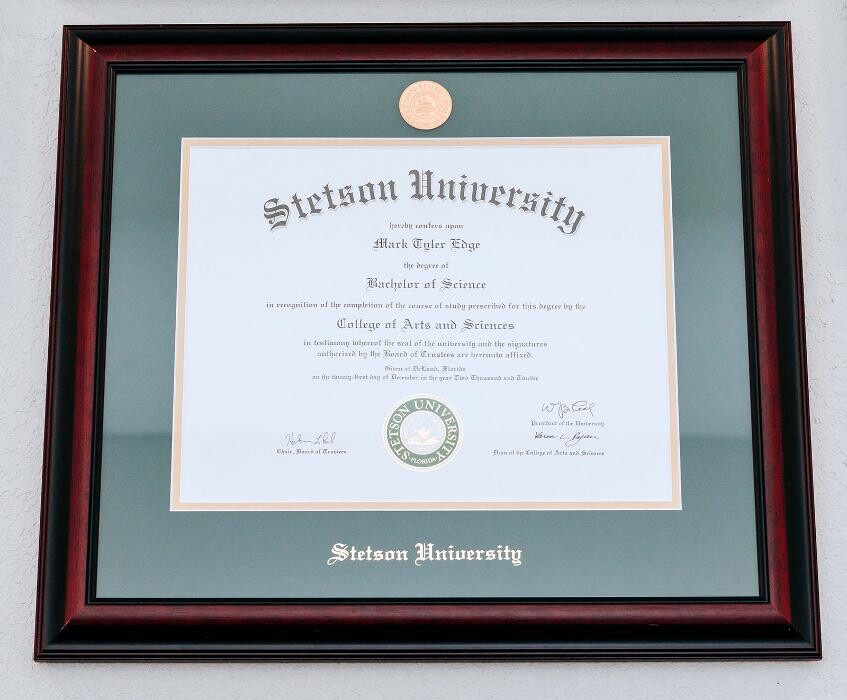 Stetson University
hereby confers upon
Mark Tyler Edge
the degree of
Bachelor of Science
in recognition of the completion of the course of study prescribed for this degree by the
College of Arts and Sciences
in testimony whereof the seal of the university and the signatures
authorized by the Board of Trustees are hereunto affixed.
Given at DeLand, Florida
on the twenty-first day of December in the year Two Thousand and Twelve
STETSON UNIVERSITY
FLORIDA
President of the University
Chair, Board of Trustees
Dean of the College of Arts and Sciences
Stetson University